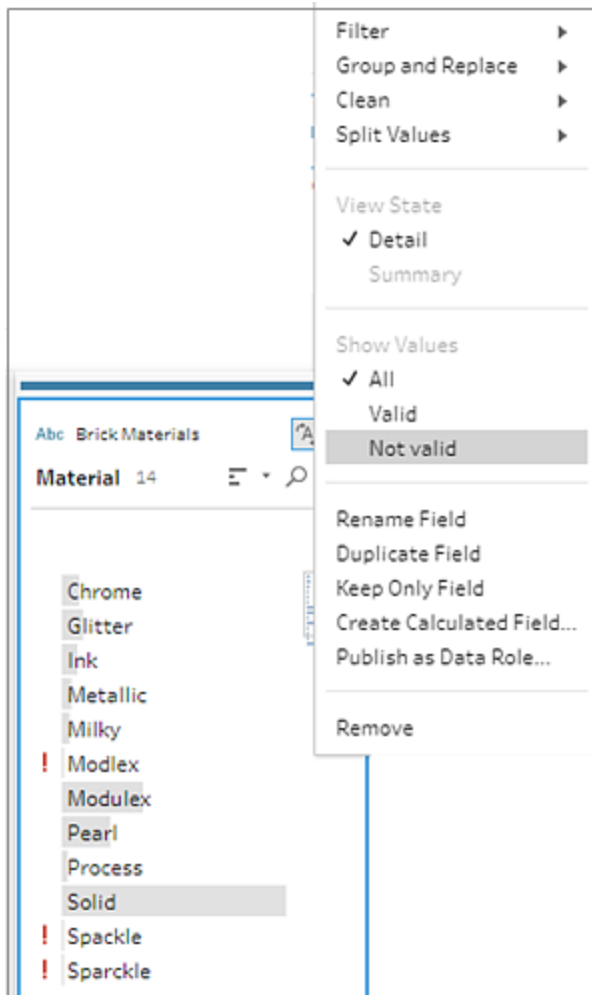 Filter
Group and Replace
Clean
Split Values
View State
Detail
Summary
Show Values
All
Valid
Not valid
Rename Field
Duplicate Field
Keep Only Field
Create Calculated Field...
Publish as Data Role...
Remove
Abc Brick Materials
Material 14
Chrome
Glitter
Ink
Metallic
Milky
! Modlex
Modulex
Pearl
Process
Solid
! Spackle
! Sparckle